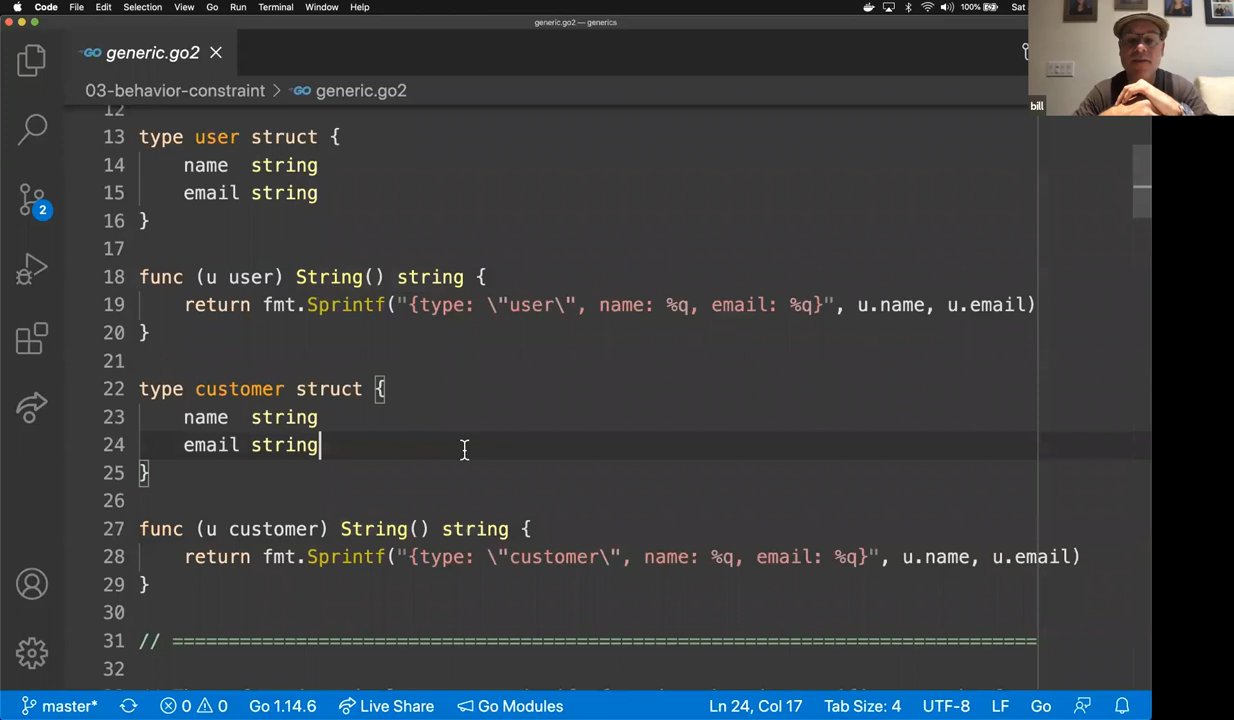 Code File Edit Selection View Go Run Terminal Window Help 100% Sat
generic.go2 — generics
GO generic.go2
03-behavior-constraint > GO generic.go2
bill
12
13 type user struct {
14 name string
15 email string
16 }
17
18 func (u user) String() string {
19 return fmt.Sprintf("{type: \"user\", name: %q, email: %q}", u.name, u.email)
20 }
21
22 type customer struct {
23 name string
24 email string
25 }
26
27 func (u customer) String() string {
28 return fmt.Sprintf("{type: \"customer\", name: %q, email: %q}", u.name, u.email)
29 }
30
31 // =============================================================================
32
2
master* 0 0 Go 1.14.6 Live Share Go Modules Ln 24, Col 17 Tab Size: 4 UTF-8 LF Go